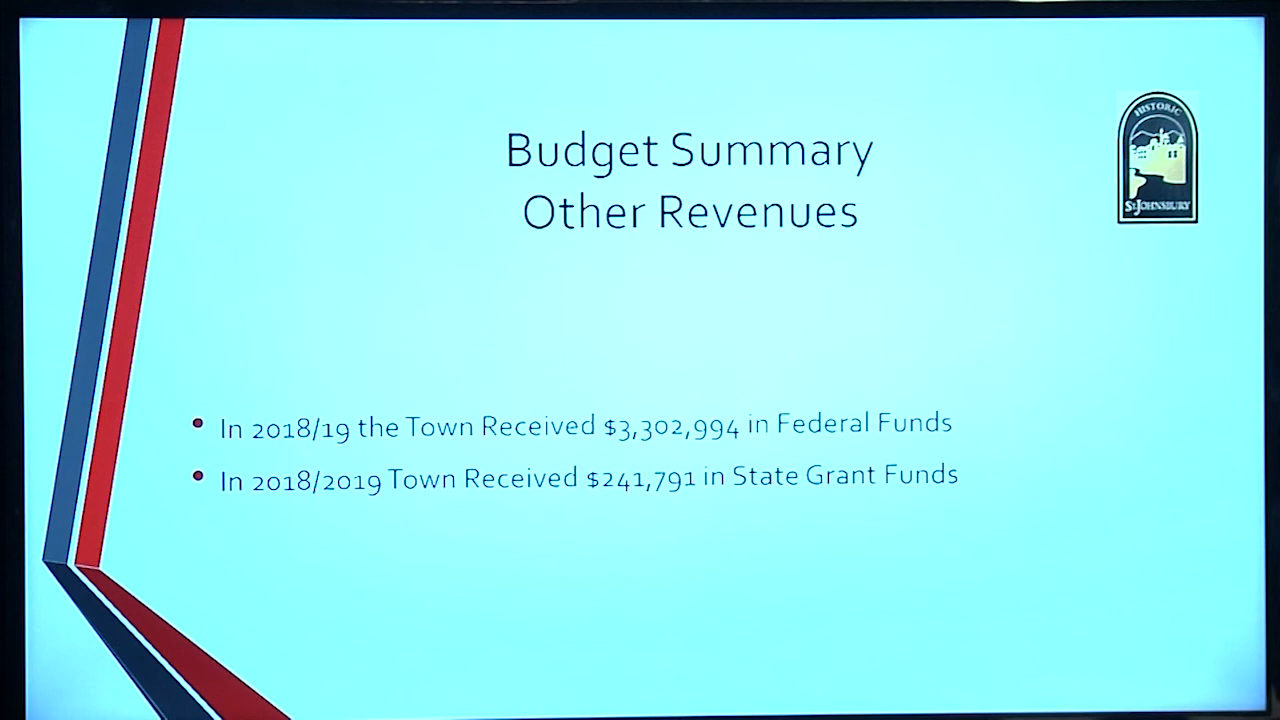 Budget Summary
Other Revenues
HISTORIC
St. JOHNSBURY
• In 2018/19 the Town Received $3,302,994 in Federal Funds
• In 2018/2019 Town Received $241,791 in State Grant Funds